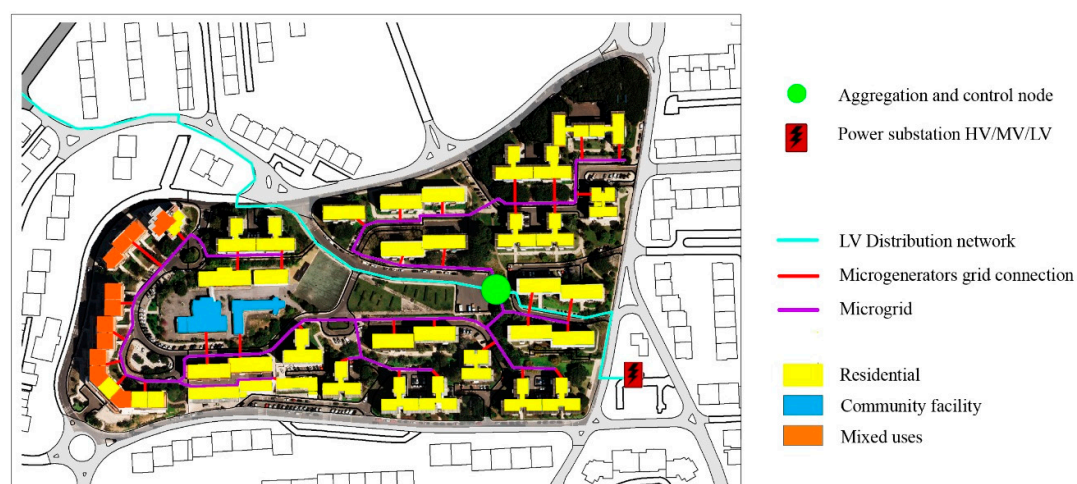 Aggregation and control node
Power substation HV/MV/LV
LV Distribution network
Microgenerators grid connection
Microgrid
Residential
Community facility
Mixed uses